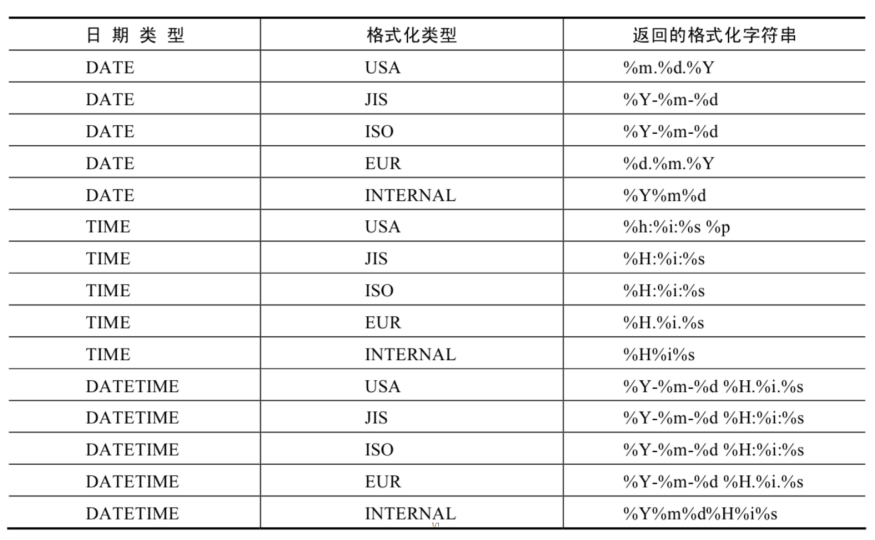 日 期 类 型 格式化类型 返回的格式化字符串
DATE USA %m.%d.%Y
DATE JIS %Y-%m-%d
DATE ISO %Y-%m-%d
DATE EUR %d.%m.%Y
DATE INTERNAL %Y%m%d
TIME USA %h:%i:%s %p
TIME JIS %H:%i:%s
TIME ISO %H:%i:%s
TIME EUR %H.%i.%s
TIME INTERNAL %H%i%s
DATETIME USA %Y-%m-%d %H.%i.%s
DATETIME JIS %Y-%m-%d %H:%i:%s
DATETIME ISO %Y-%m-%d %H:%i:%s
DATETIME EUR %Y-%m-%d %H.%i.%s
DATETIME INTERNAL %Y%m%d%H%i%s